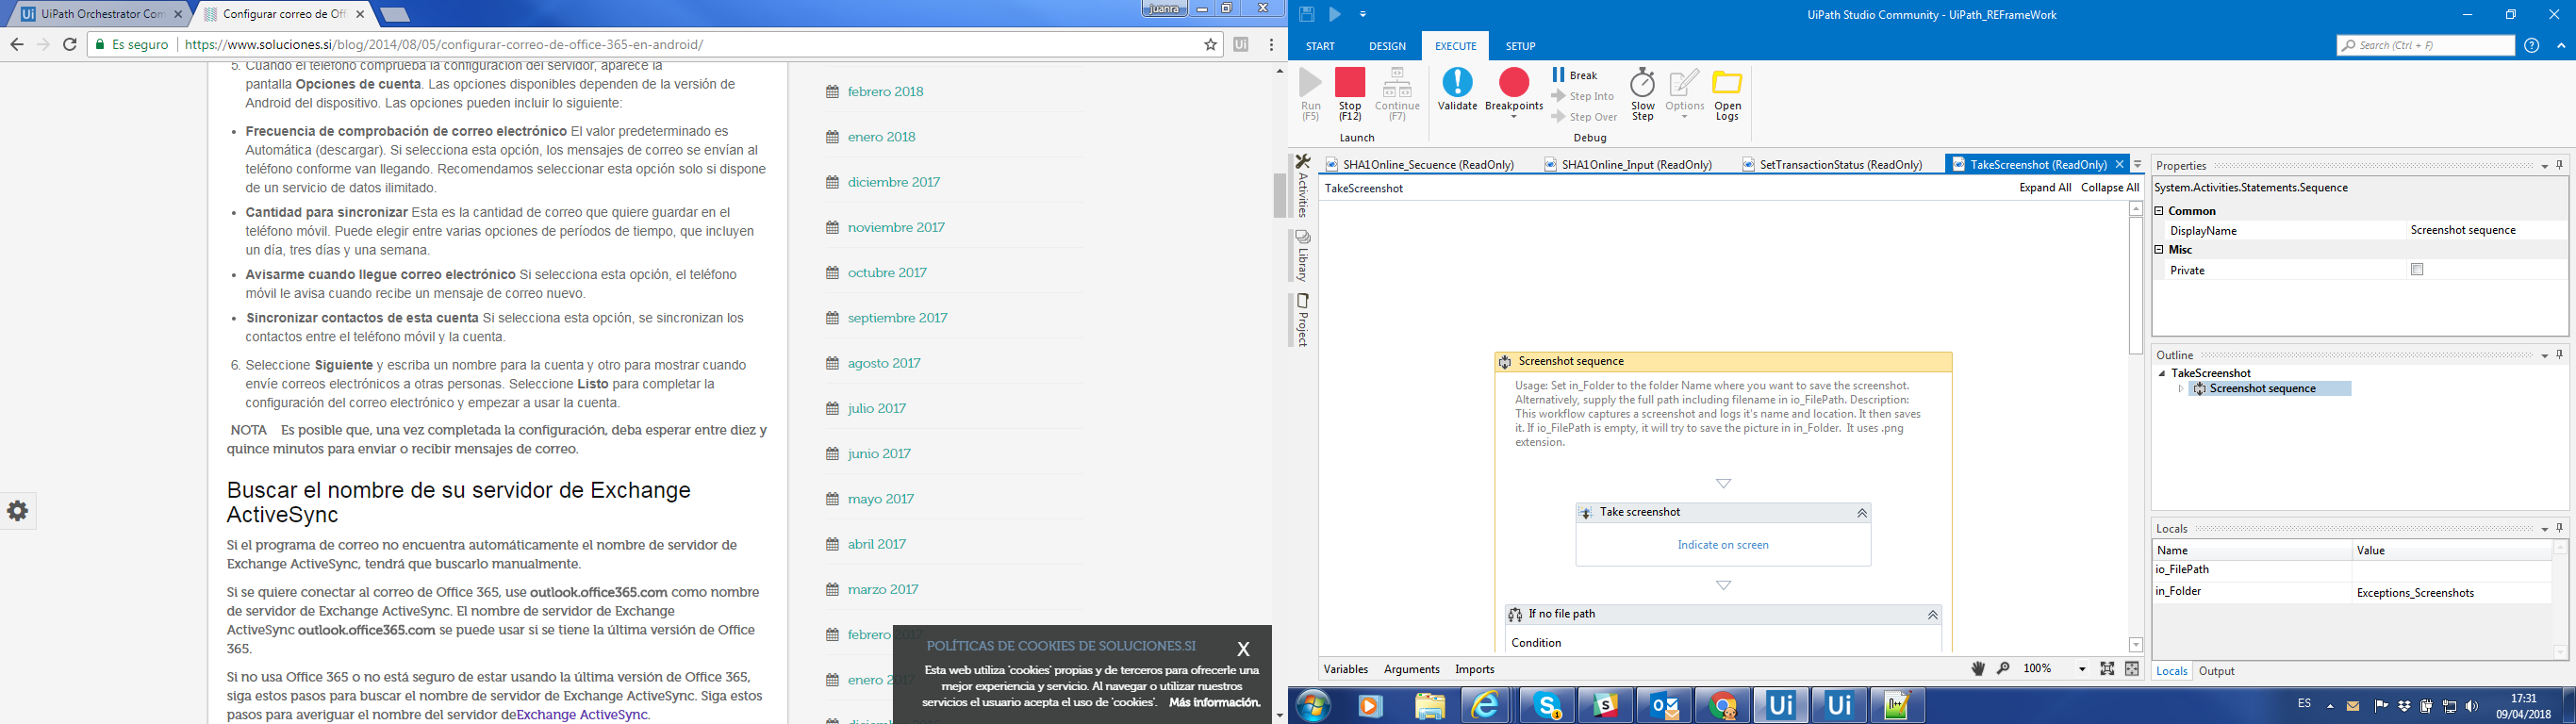 UiPath Orchestrator Com
Configurar correo de Off
juanra
Es seguro
https://www.soluciones.si/blog/2014/08/05/configurar-correo-de-office-365-en-android/
5. Cuando el teléfono comprueba la configuración del servidor, aparece la
pantalla Opciones de cuenta. Las opciones disponibles dependen de la versión de
Android del dispositivo. Las opciones pueden incluir lo siguiente:
• Frecuencia de comprobación de correo electrónico El valor predeterminado es
Automática (descargar). Si selecciona esta opción, los mensajes de correo se envían al
teléfono conforme van llegando. Recomendamos seleccionar esta opción solo si dispone
de un servicio de datos ilimitado.
• Cantidad para sincronizar Esta es la cantidad de correo que quiere guardar en el
teléfono móvil. Puede elegir entre varias opciones de períodos de tiempo, que incluyen
un día, tres días y una semana.
• Avisarme cuando llegue correo electrónico Si selecciona esta opción, el teléfono
móvil le avisa cuando recibe un mensaje de correo nuevo.
• Sincronizar contactos de esta cuenta Si selecciona esta opción, se sincronizan los
contactos entre el teléfono móvil y la cuenta.
6. Seleccione Siguiente y escriba un nombre para la cuenta y otro para mostrar cuando
envíe correos electrónicos a otras personas. Seleccione Listo para completar la
configuración del correo electrónico y empezar a usar la cuenta.
NOTA Es posible que, una vez completada la configuración, deba esperar entre diez y
quince minutos para enviar o recibir mensajes de correo.
Buscar el nombre de su servidor de Exchange
ActiveSync
Si el programa de correo no encuentra automáticamente el nombre de servidor de
Exchange ActiveSync, tendrá que buscarlo manualmente.
Si se quiere conectar al correo de Office 365, use outlook.office365.com como nombre
de servidor de Exchange ActiveSync. El nombre de servidor de Exchange
ActiveSync outlook.office365.com se puede usar si se tiene la última versión de Office
365.
Si no usa Office 365 o no está seguro de estar usando la última versión de Office 365,
siga estos pasos para buscar el nombre de servidor de Exchange ActiveSync. Siga estos
pasos para averiguar el nombre del servidor deExchange ActiveSync.
febrero 2018
enero 2018
diciembre 2017
noviembre 2017
octubre 2017
septiembre 2017
agosto 2017
julio 2017
junio 2017
mayo 2017
abril 2017
marzo 2017
febrero 2017
enero 2017
POLÍTICAS DE COOKIES DE SOLUCIONES.SI
X
Esta web utiliza 'cookies' propias y de terceros para ofrecerle una
mejor experiencia y servicio. Al navegar o utilizar nuestros
servicios el usuario acepta el uso de 'cookies'. Más información.
UiPath Studio Community - UiPath_REFrameWork
START DESIGN EXECUTE SETUP
Search (Ctrl + F)
Run
(F5)
Stop
(F12)
Continue
(F7)
Launch
Validate
Breakpoints
Break
Step Into
Step Over
Slow
Step
Options
Open
Logs
Debug
Activities
Library
Project
SHA1Online_Secuence (ReadOnly)
SHA1Online_Input (ReadOnly)
SetTransactionStatus (ReadOnly)
TakeScreenshot (ReadOnly)
TakeScreenshot
Expand All Collapse All
Screenshot sequence
Usage: Set in_Folder to the folder Name where you want to save the screenshot.
Alternatively, supply the full path including filename in io_FilePath. Description:
This workflow captures a screenshot and logs it's name and location. It then saves
it. If io_FilePath is empty, it will try to save the picture in in_Folder. It uses .png
extension.
Take screenshot
Indicate on screen
If no file path
Condition
Variables Arguments Imports
100%
Properties
System.Activities.Statements.Sequence
Common
DisplayName Screenshot sequence
Misc
Private
Outline
TakeScreenshot
Screenshot sequence
Locals
Name Value
io_FilePath
in_Folder Exceptions_Screenshots
Locals Output
ES
17:31
09/04/2018